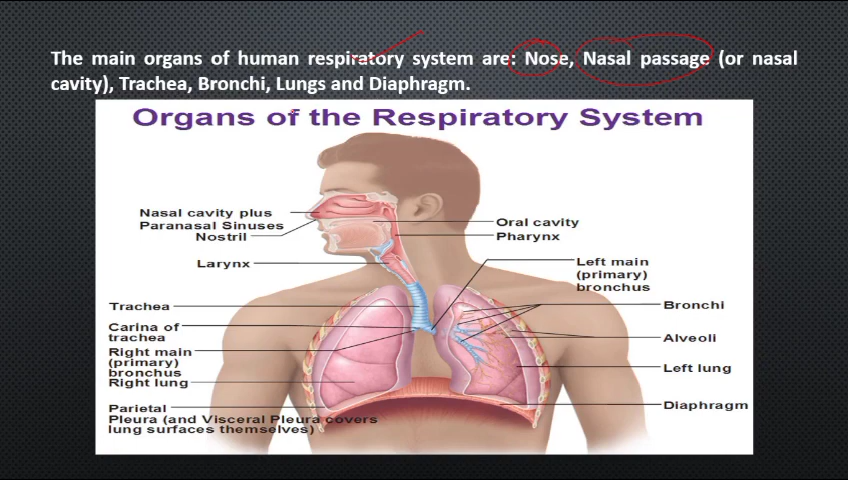 The main organs of human respiratory system are: Nose, Nasal passage (or nasal
cavity), Trachea, Bronchi, Lungs and Diaphragm.
Organs of the Respiratory System
Nasal cavity plus
Paranasal Sinuses
Nostril
Larynx
Trachea
Carina of
trachea
Right main
(primary)
bronchus
Right lung
Parietal
Pleura (and Visceral Pleura covers
lung surfaces themselves)
Oral cavity
Pharynx
Left main
(primary)
bronchus
Bronchi
Alveoli
Left lung
Diaphragm